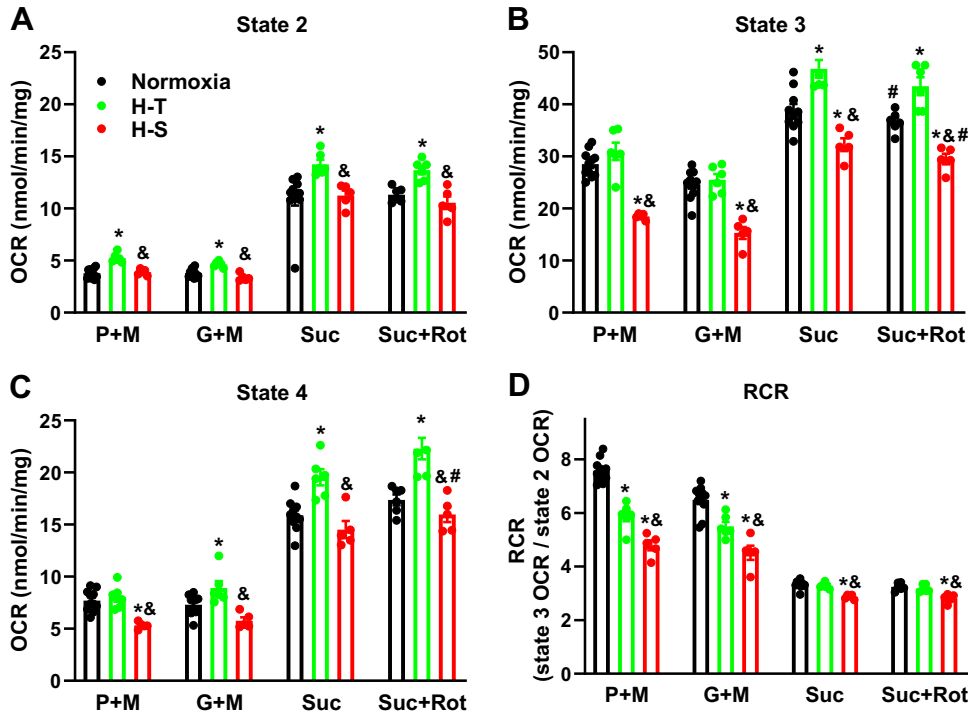 A
State 2
OCR (nmol/min/mg)
25
20
15
10
5
0
Normoxia
H-T
H-S
* & * & * & * &
P+M G+M Suc Suc+Rot
B
State 3
OCR (nmol/min/mg)
50
40
30
20
10
0
*& *& * *& # * *&#
P+M G+M Suc Suc+Rot
C
State 4
OCR (nmol/min/mg)
25
20
15
10
5
0
*& * & * & * &#
P+M G+M Suc Suc+Rot
D
RCR
RCR
(state 3 OCR / state 2 OCR)
8
6
4
2
0
* *& * *& *& *&
P+M G+M Suc Suc+Rot